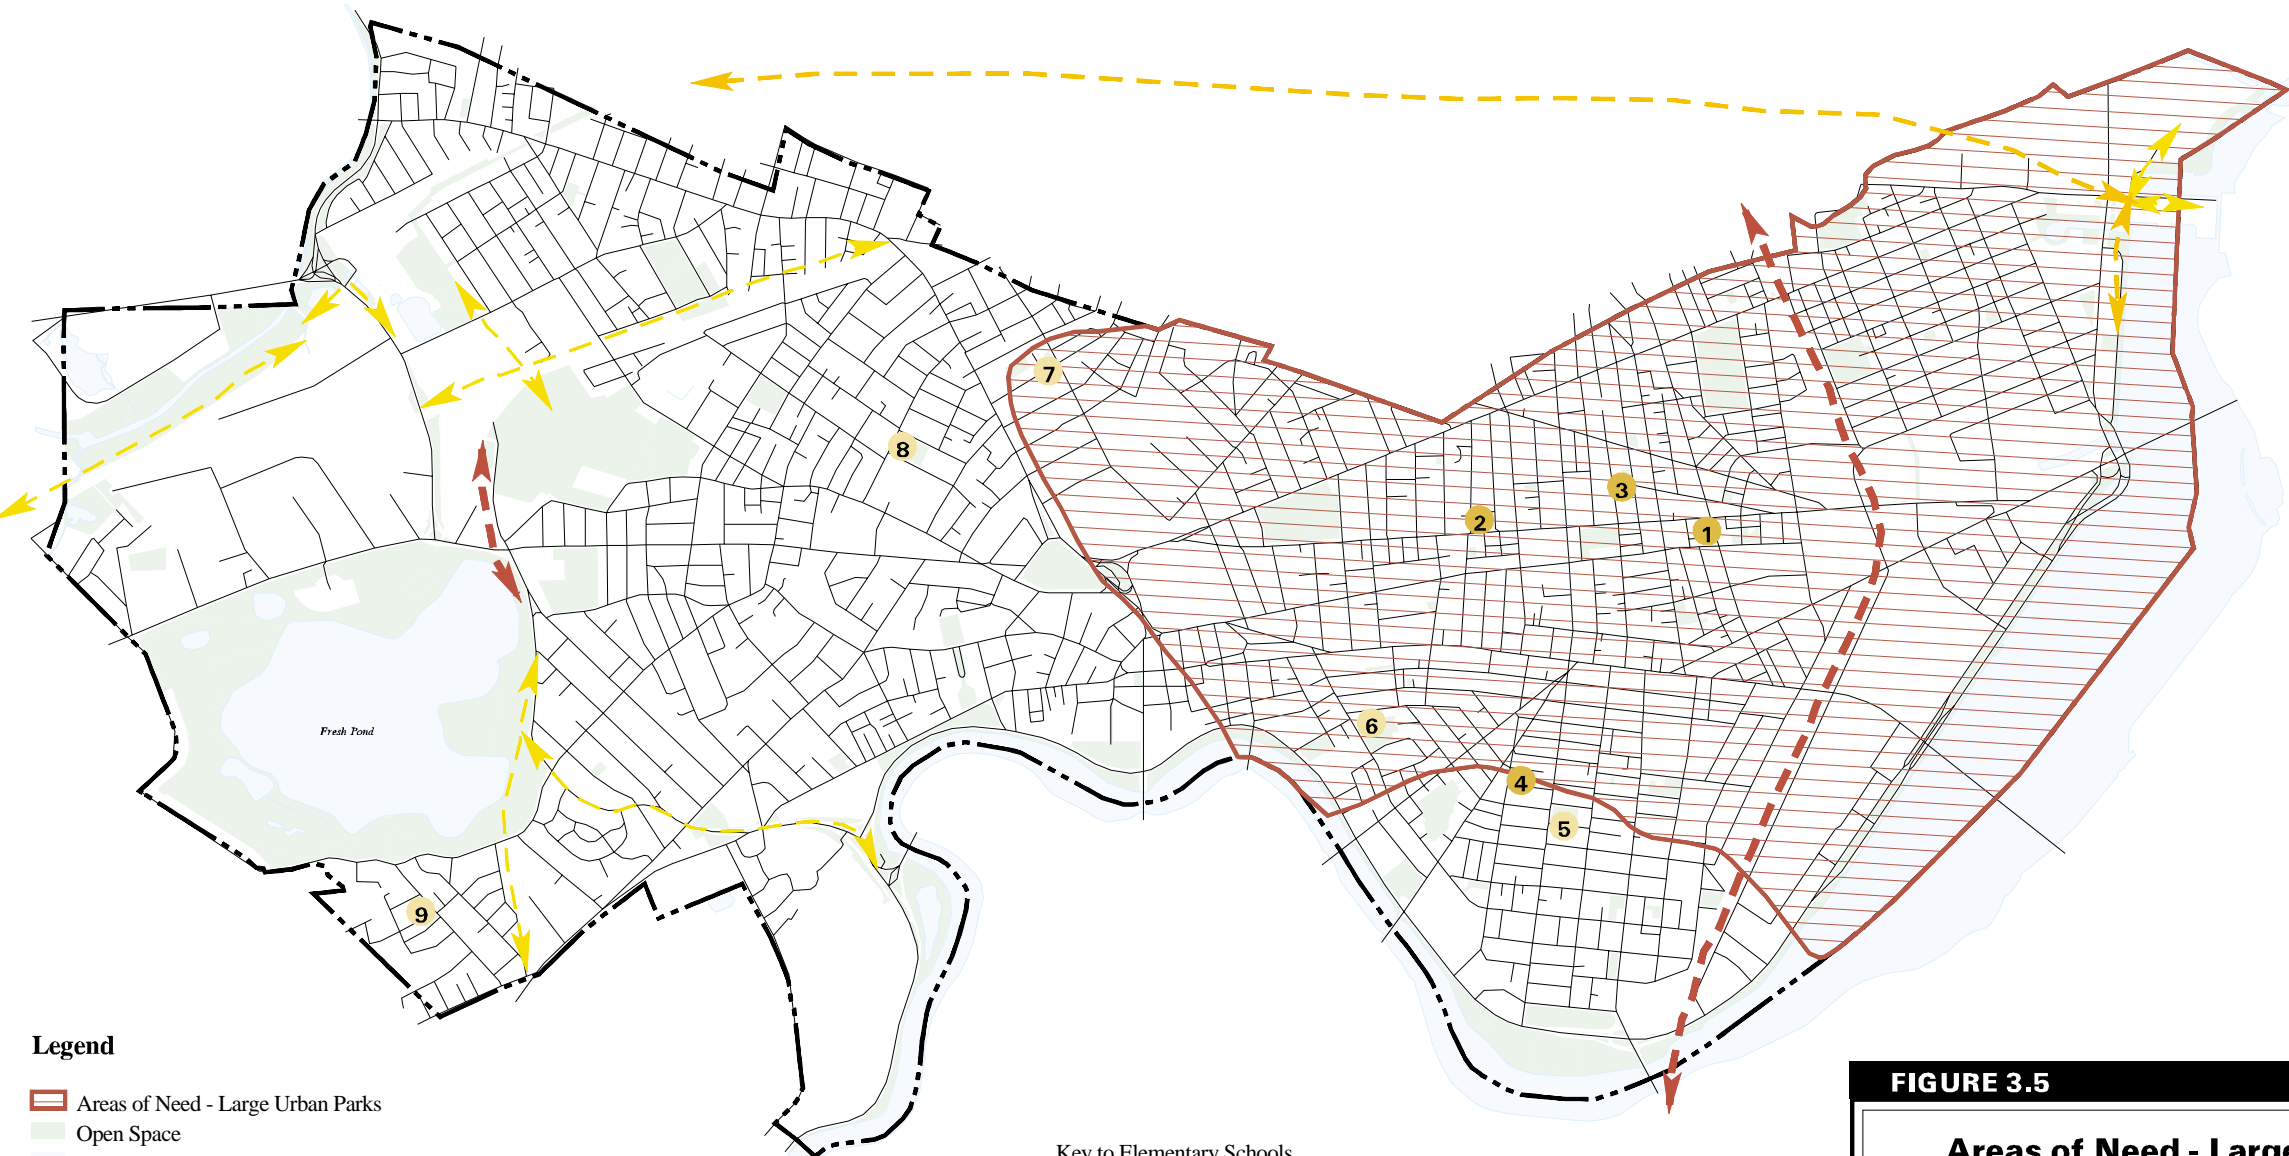 7
8
3
2
1
6
4
5
Fresh Pond
9
Legend
Areas of Need - Large Urban Parks
Open Space
Key to Elementary Schools
FIGURE 3.5
Areas of Need - Large